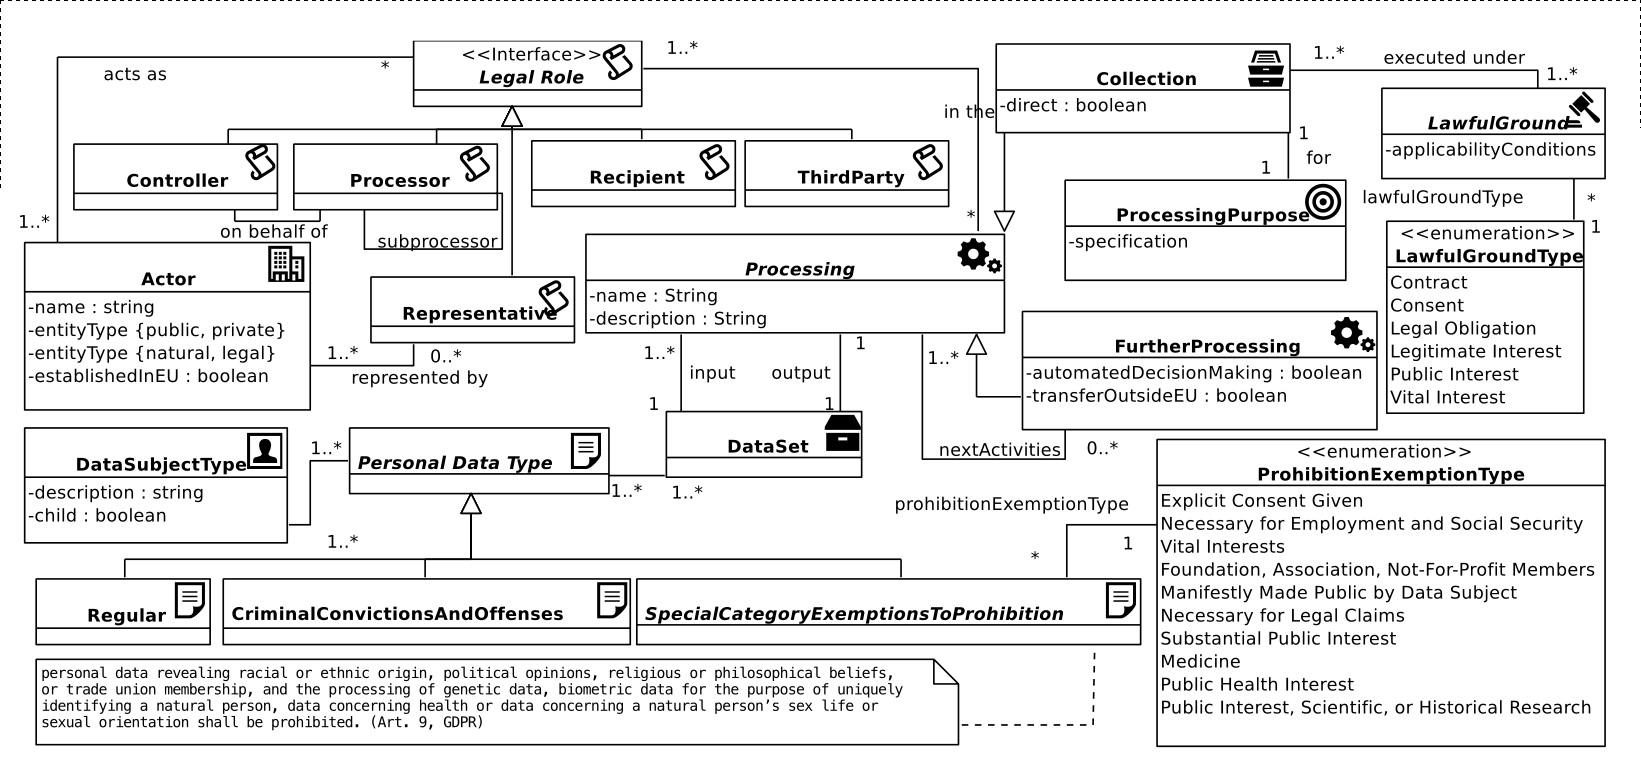 <<Interface>>
Legal Role
acts as
*
1..*
in the
Collection
-direct : boolean
1..*
executed under
1..*
LawfulGround
-applicabilityConditions
1
for
1
Controller
Processor
Recipient
ThirdParty
ProcessingPurpose
-specification
lawfulGroundType
*
1
<<enumeration>>
LawfulGroundType
Contract
Consent
Legal Obligation
Legitimate Interest
Public Interest
Vital Interest
1..*
on behalf of
subprocessor
*
Actor
-name : string
-entityType {public, private}
-entityType {natural, legal}
-establishedInEU : boolean
Representative
1..*
0..*
represented by
Processing
-name : String
-description : String
1..*
input
output
1
1
1
1..*
FurtherProcessing
-automatedDecisionMaking : boolean
-transferOutsideEU : boolean
nextActivities
0..*
DataSubjectType
-description : string
-child : boolean
1..*
Personal Data Type
DataSet
1..*
1..*
1..*
prohibitionExemptionType
*
1
<<enumeration>>
ProhibitionExemptionType
Explicit Consent Given
Necessary for Employment and Social Security
Vital Interests
Foundation, Association, Not-For-Profit Members
Manifestly Made Public by Data Subject
Necessary for Legal Claims
Substantial Public Interest
Medicine
Public Health Interest
Public Interest, Scientific, or Historical Research
Regular
CriminalConvictionsAndOffenses
SpecialCategoryExemptionsToProhibition
personal data revealing racial or ethnic origin, political opinions, religious or philosophical beliefs,
or trade union membership, and the processing of genetic data, biometric data for the purpose of uniquely
identifying a natural person, data concerning health or data concerning a natural person's sex life or
sexual orientation shall be prohibited. (Art. 9, GDPR)